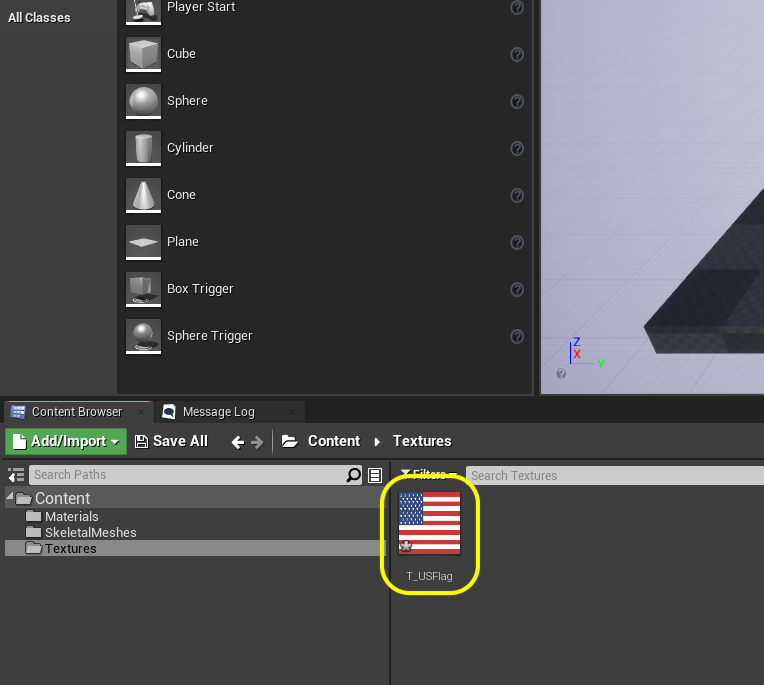 All Classes
Player Start
Cube
Sphere
Cylinder
Cone
Plane
Box Trigger
Sphere Trigger
Z
X
Y
Content Browser
Message Log
Add/Import
Save All
Content
Textures
Search Paths
Filters
Search Textures
Content
Materials
SkeletalMeshes
Textures
T_USFlag